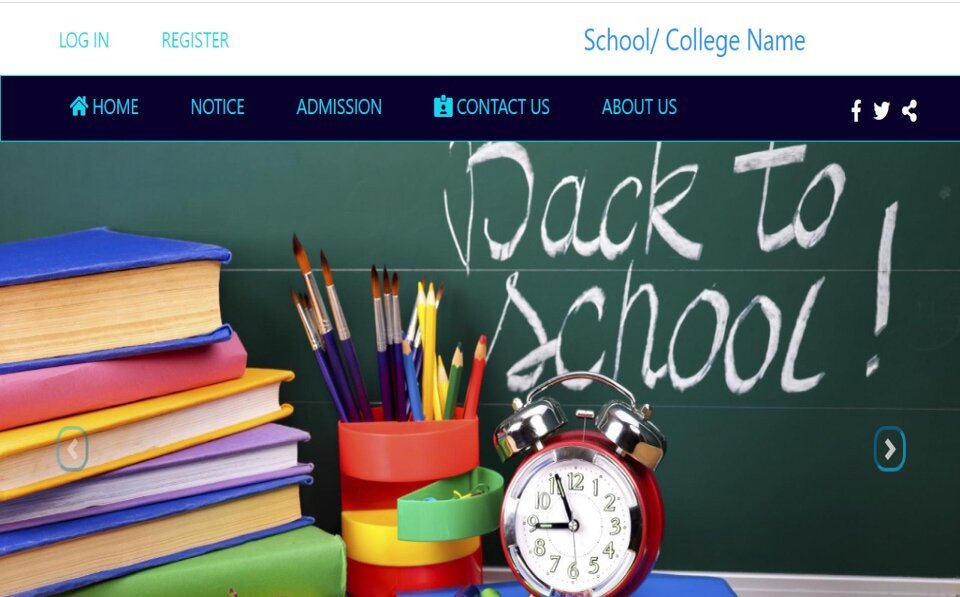 LOG IN REGISTER School/ College Name
HOME NOTICE ADMISSION CONTACT US ABOUT US
Back to
school!
12
11 1
10 2
9 3
8 4
7 5
6